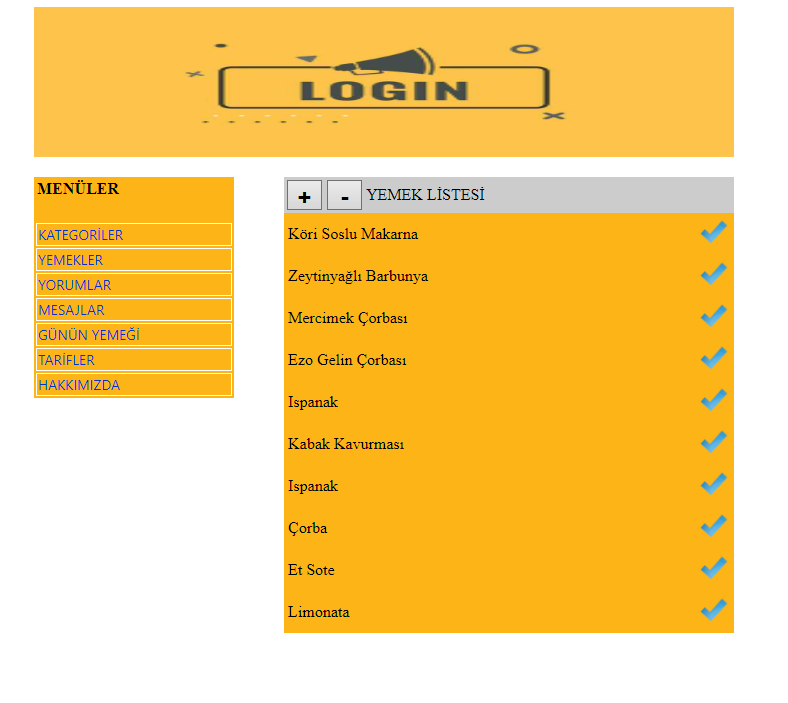 LOGIN
MENÜLER
KATEGORİLER
YEMEKLER
YORUMLAR
MESAJLAR
GÜNÜN YEMEĞİ
TARİFLER
HAKKIMIZDA
+ - YEMEK LİSTESİ
Köri Soslu Makarna
Zeytinyağlı Barbunya
Mercimek Çorbası
Ezo Gelin Çorbası
Ispanak
Kabak Kavurması
Ispanak
Çorba
Et Sote
Limonata